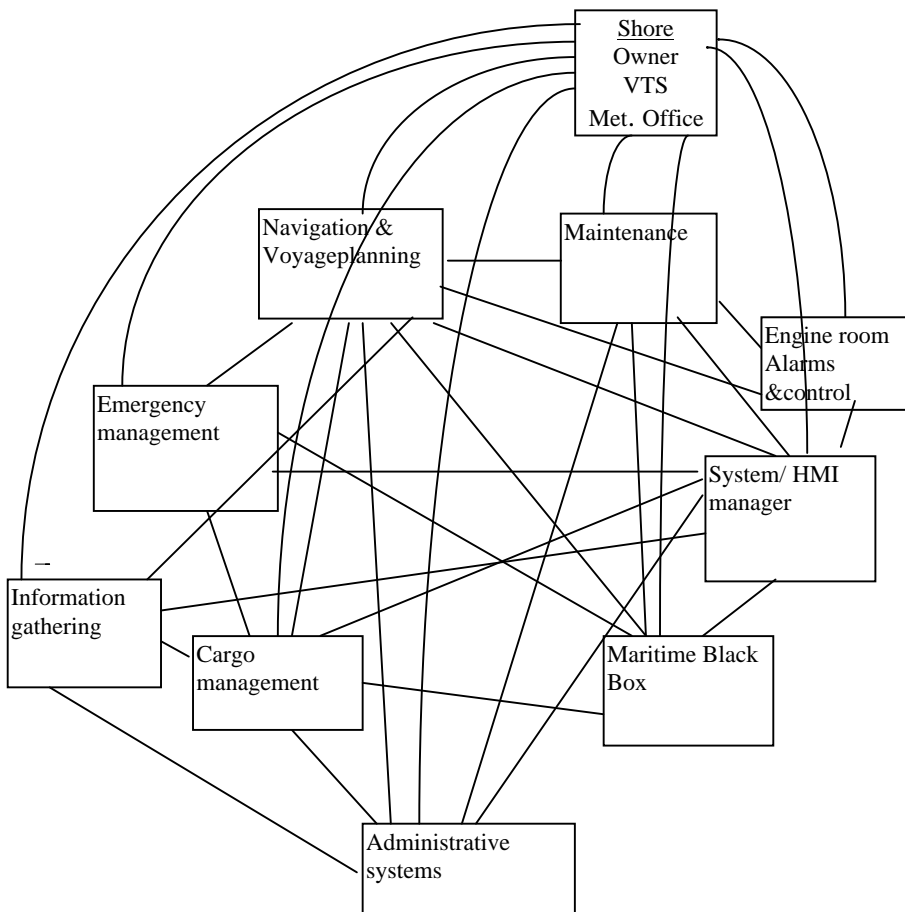 Shore
Owner
VTS
Met. Office
Navigation &
Voyageplanning
Maintenance
Engine room
Alarms
&control
Emergency
management
System/ HMI
manager
Information
gathering
Cargo
management
Maritime Black
Box
Administrative
systems